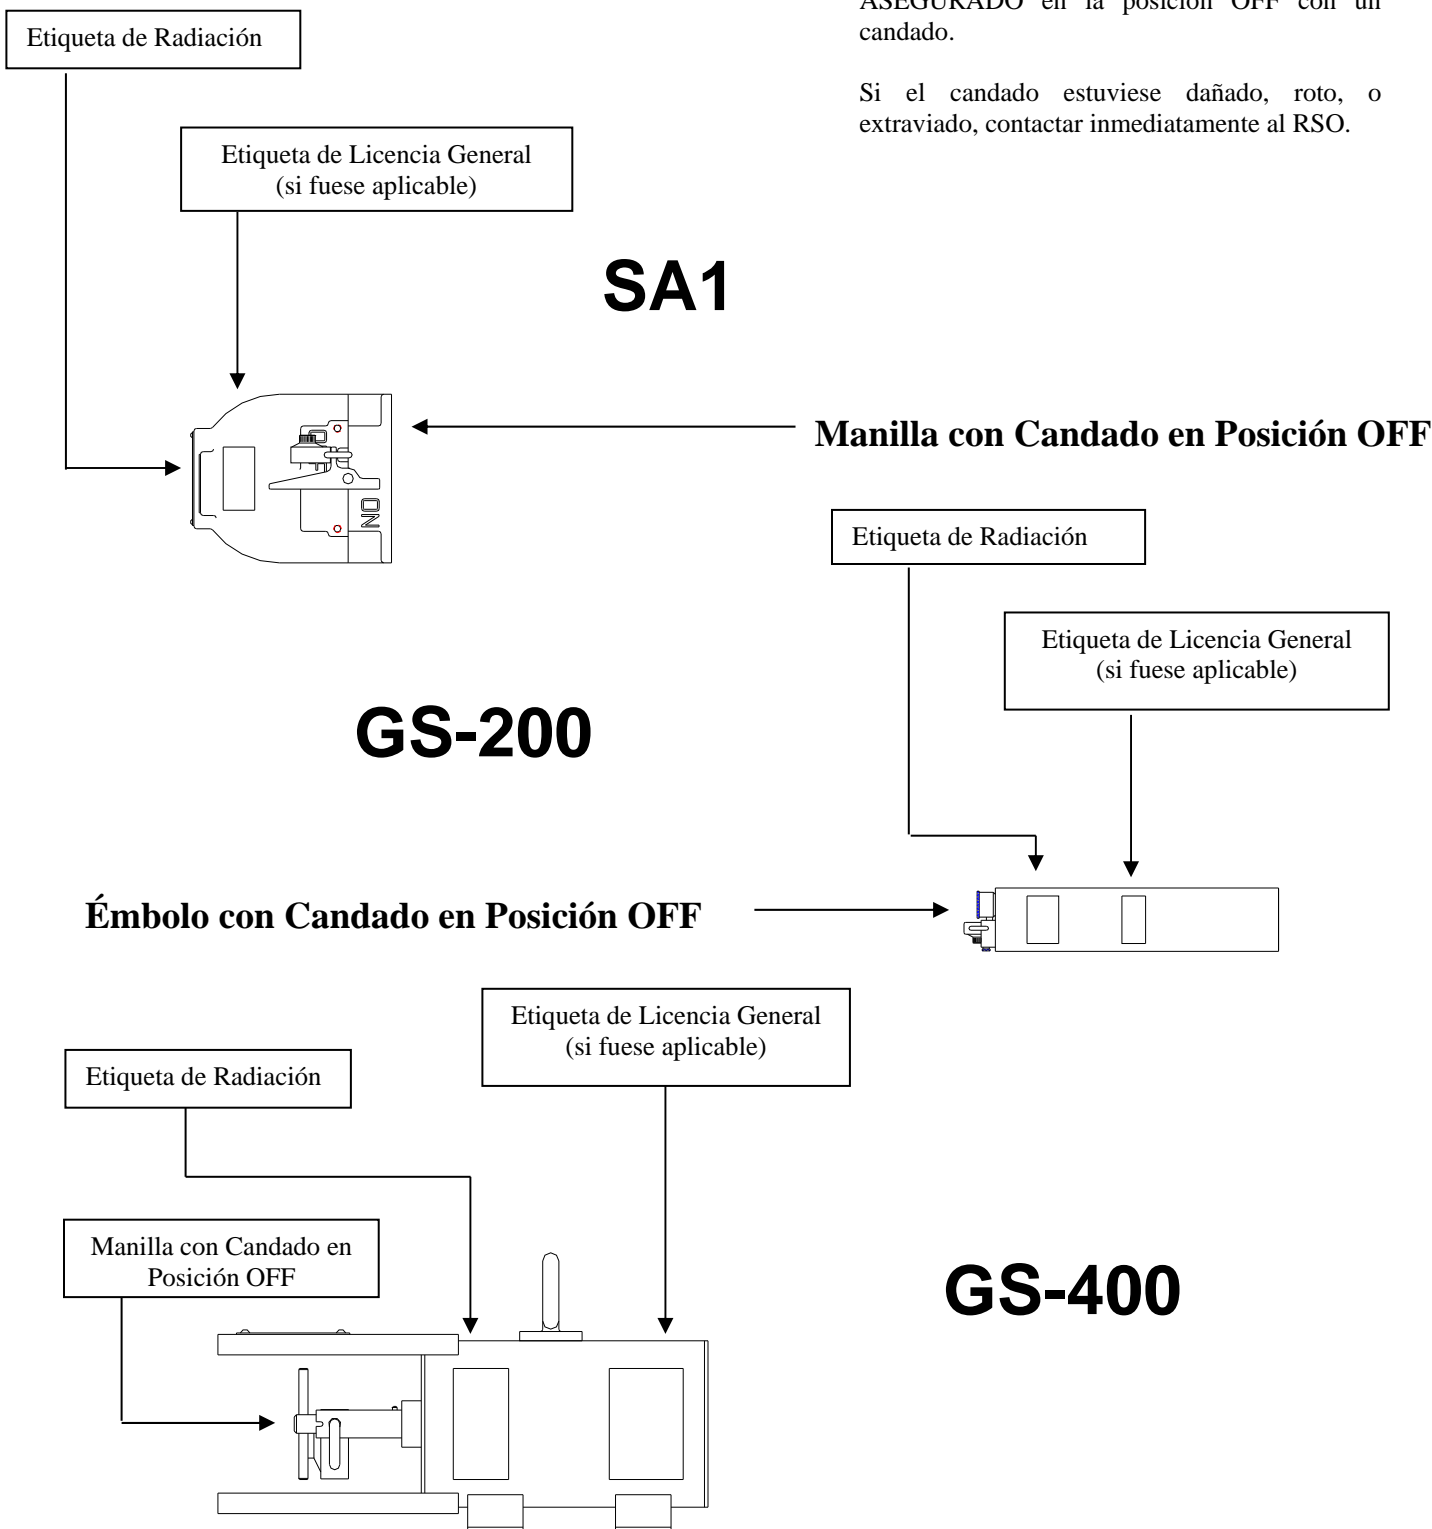 ASEGURADO en la posición OFF con un
candado.
Si el candado estuviese dañado, roto, o
extraviado, contactar inmediatamente al RSO.
Etiqueta de Radiación
Etiqueta de Licencia General
(si fuese aplicable)
SA1
Manilla con Candado en Posición OFF
ON
Etiqueta de Radiación
Etiqueta de Licencia General
(si fuese aplicable)
GS-200
Émbolo con Candado en Posición OFF
Etiqueta de Licencia General
(si fuese aplicable)
Etiqueta de Radiación
Manilla con Candado en
Posición OFF
GS-400